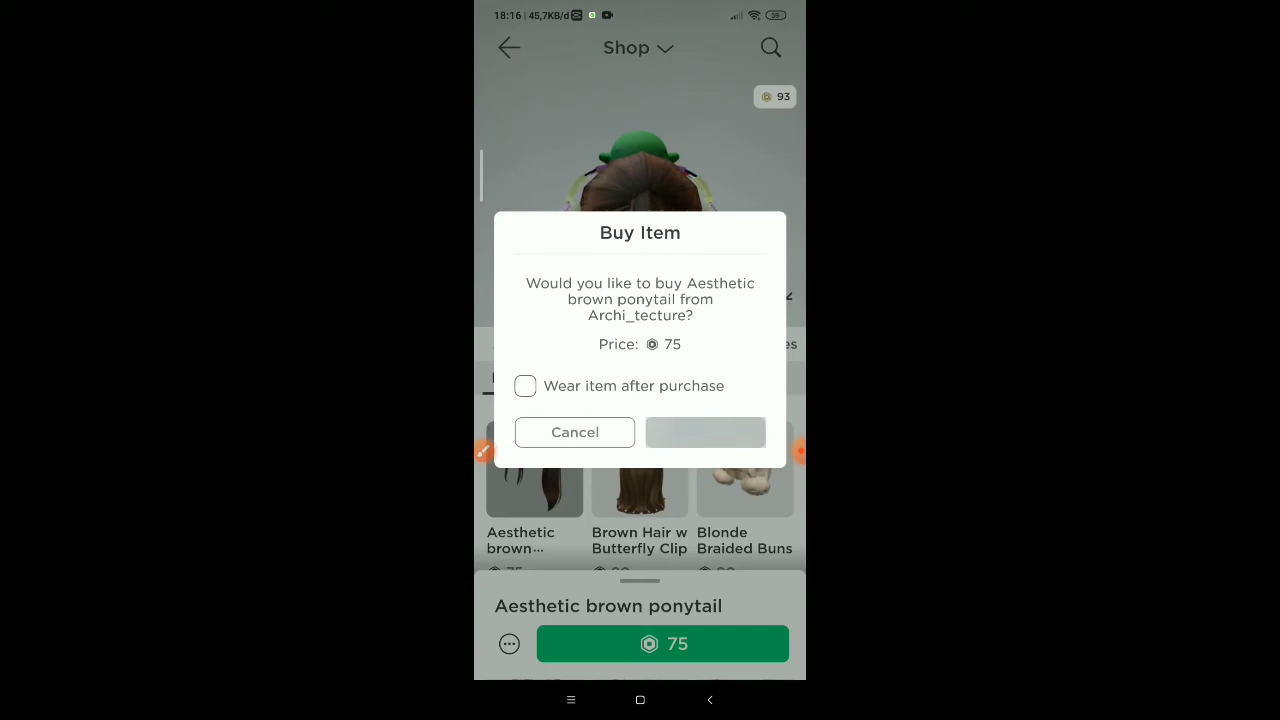 18:16 | 45,7KB/d
59
Shop
93
Buy Item
Would you like to buy Aesthetic
brown ponytail from
Archi_tecture?
Price: 75
es
Wear item after purchase
Cancel
Aesthetic
brown...
Brown Hair w
Butterfly Clip
Blonde
Braided Buns
Aesthetic brown ponytail
75